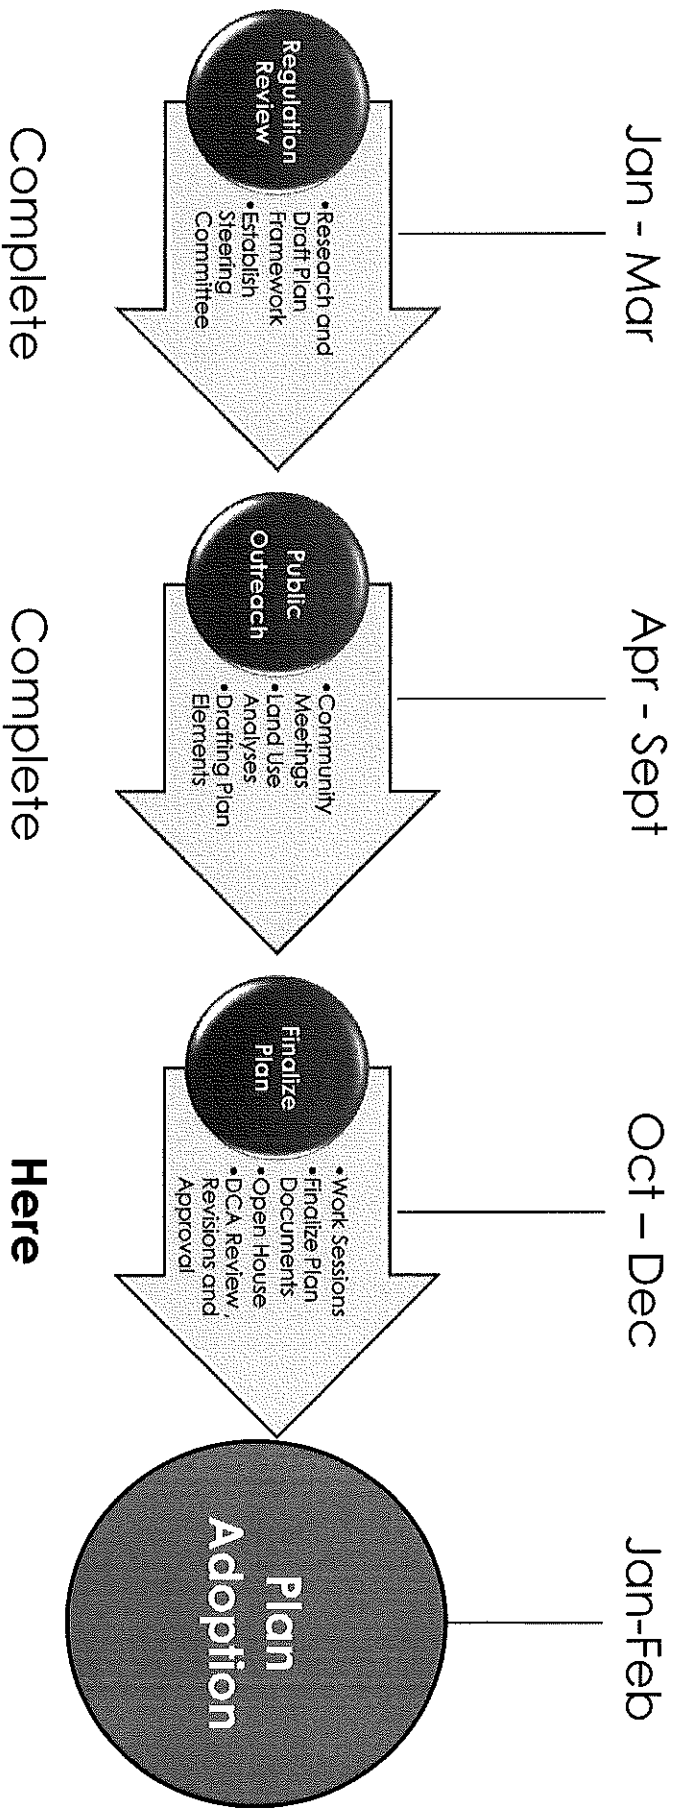 Jan - Mar
Apr - Sept
Oct – Dec
Jan-Feb
Regulation
Review
•Research and
Draft Plan
Framework
•Establish
Steering
Committee
Public
Outreach
•Community
Meetings
•Land Use
Analyses
•Drafting Plan
Elements
Finalize
Plan
•Work Sessions
•Finalize Plan
Documents
•Open House
•DCA Review,
Revisions and
Approval
Plan
Adoption
Complete
Complete
Here